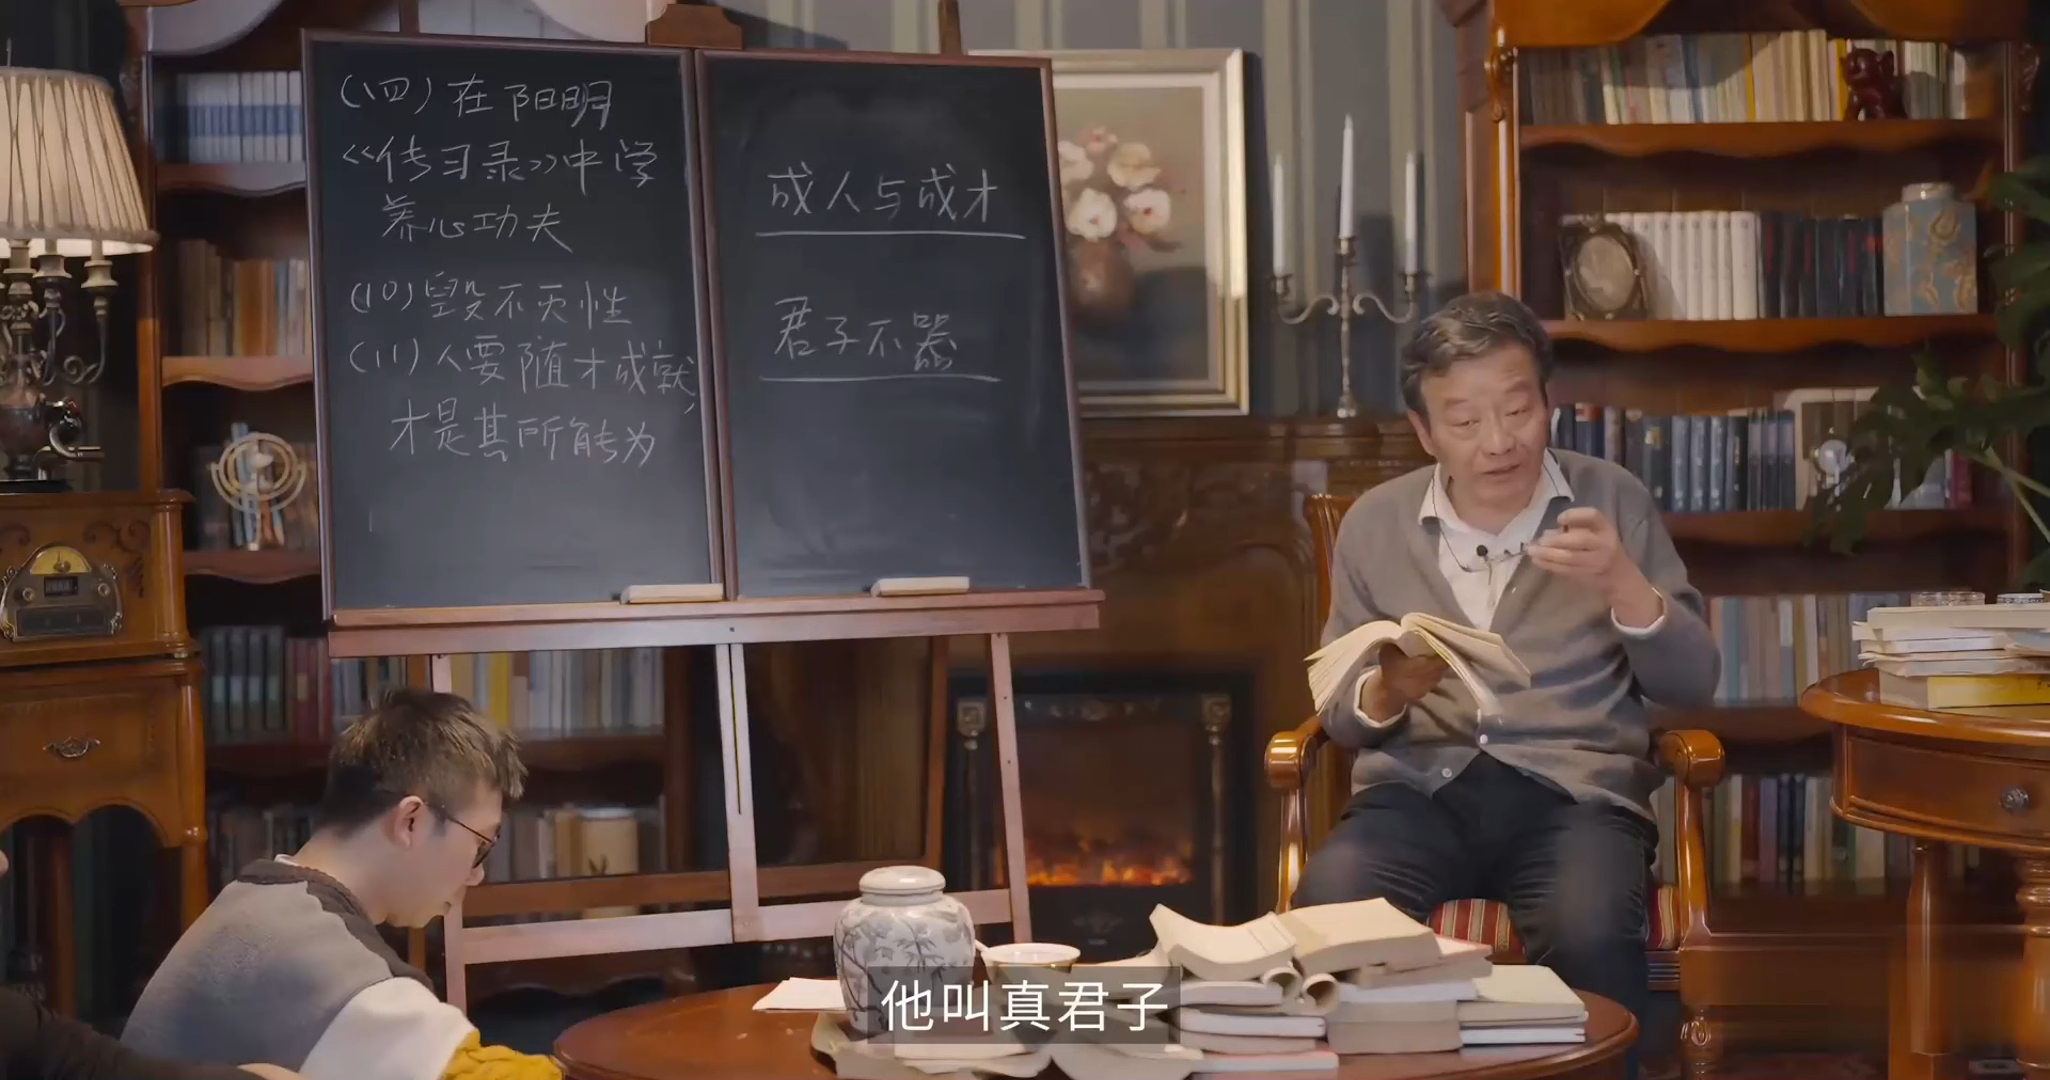 (四)在阳明
《传习录》中学
养心功夫
(10)毁不灭性
(11)人要随才成就,
才是其所能为
成人与成才
君子不器
他叫真君子